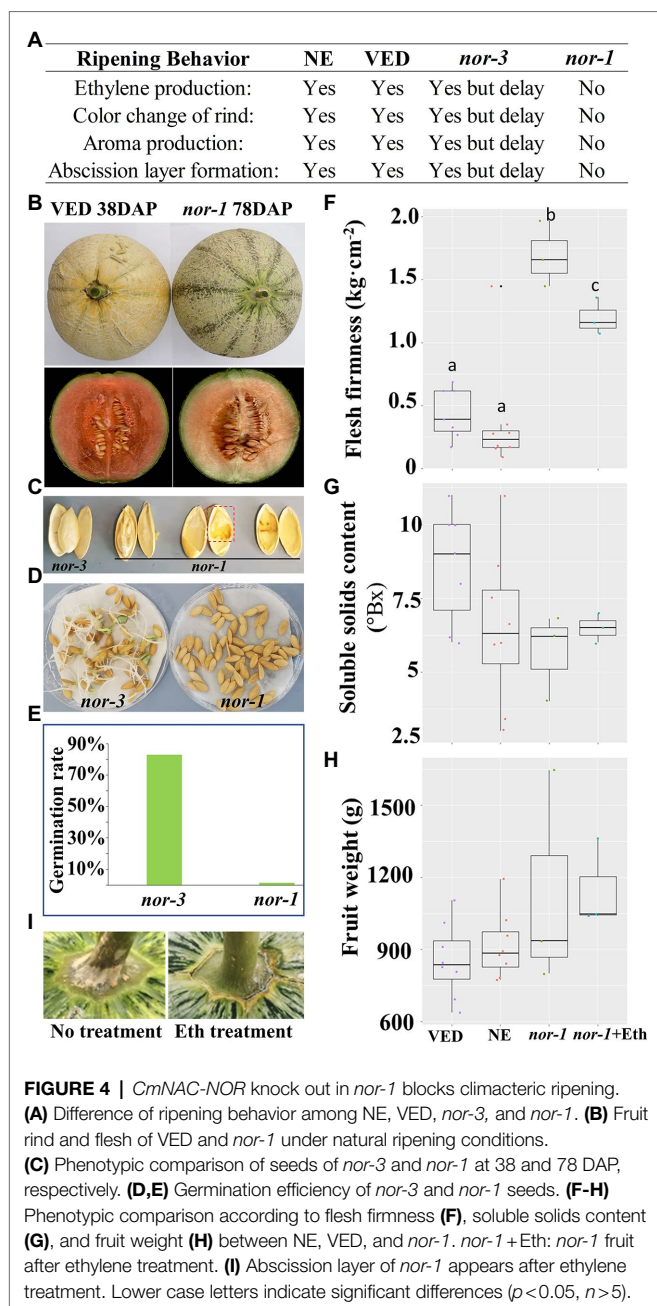 A
Ripening Behavior NE VED nor-3 nor-1
Ethylene production: Yes Yes Yes but delay No
Color change of rind: Yes Yes Yes but delay No
Aroma production: Yes Yes Yes but delay No
Abscission layer formation: Yes Yes Yes but delay No
B VED 38DAP nor-1 78DAP
C
nor-3 nor-1
D
nor-3 nor-1
E
Germination rate
90%
70%
50%
30%
10%
nor-3 nor-1
I
No treatment Eth treatment
F
Flesh firmness (kg·cm-2)
2.0
1.5
1.0
0.5
0
a
a
b
c
G
Soluble solids content
(°Bx)
10
7.5
5
2.5
H
Fruit weight (g)
1500
1200
900
600
VED NE nor-1 nor-1+Eth
FIGURE 4 | CmNAC-NOR knock out in nor-1 blocks climacteric ripening.
(A) Difference of ripening behavior among NE, VED, nor-3, and nor-1. (B) Fruit
rind and flesh of VED and nor-1 under natural ripening conditions.
(C) Phenotypic comparison of seeds of nor-3 and nor-1 at 38 and 78 DAP,
respectively. (D,E) Germination efficiency of nor-3 and nor-1 seeds. (F-H)
Phenotypic comparison according to flesh firmness (F), soluble solids content
(G), and fruit weight (H) between NE, VED, and nor-1. nor-1+Eth: nor-1 fruit
after ethylene treatment. (I) Abscission layer of nor-1 appears after ethylene
treatment. Lower case letters indicate significant differences (p<0.05, n>5).